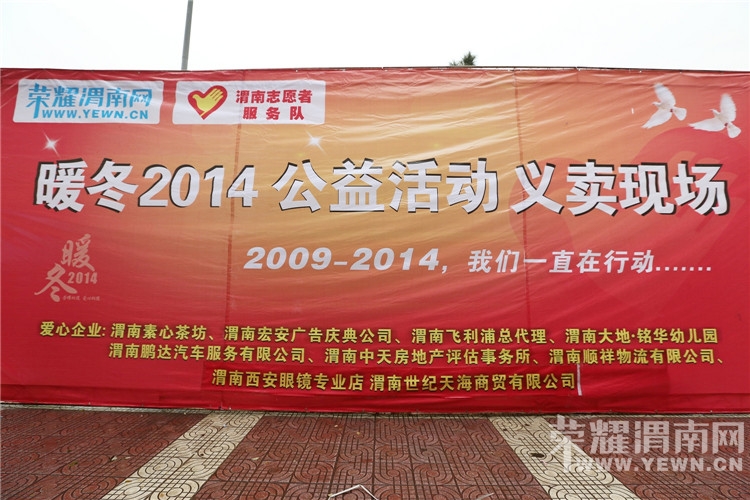 荣耀渭南网
WWW.YEWN.CN
渭南志愿者
服务队
暖冬2014 公益活动 义卖现场
2009-2014，我们一直在行动.......
暖冬
2014
爱心企业: 渭南素心茶坊、渭南宏安广告庆典公司、渭南飞利浦总代理、渭南大地·铭华幼儿园
渭南鹏达汽车服务有限公司、渭南中天房地产评估事务所、渭南顺祥物流有限公司、
渭南西安眼镜专业店 渭南世纪天海商贸有限公司
荣耀渭南网
WWW.YEWN.CN